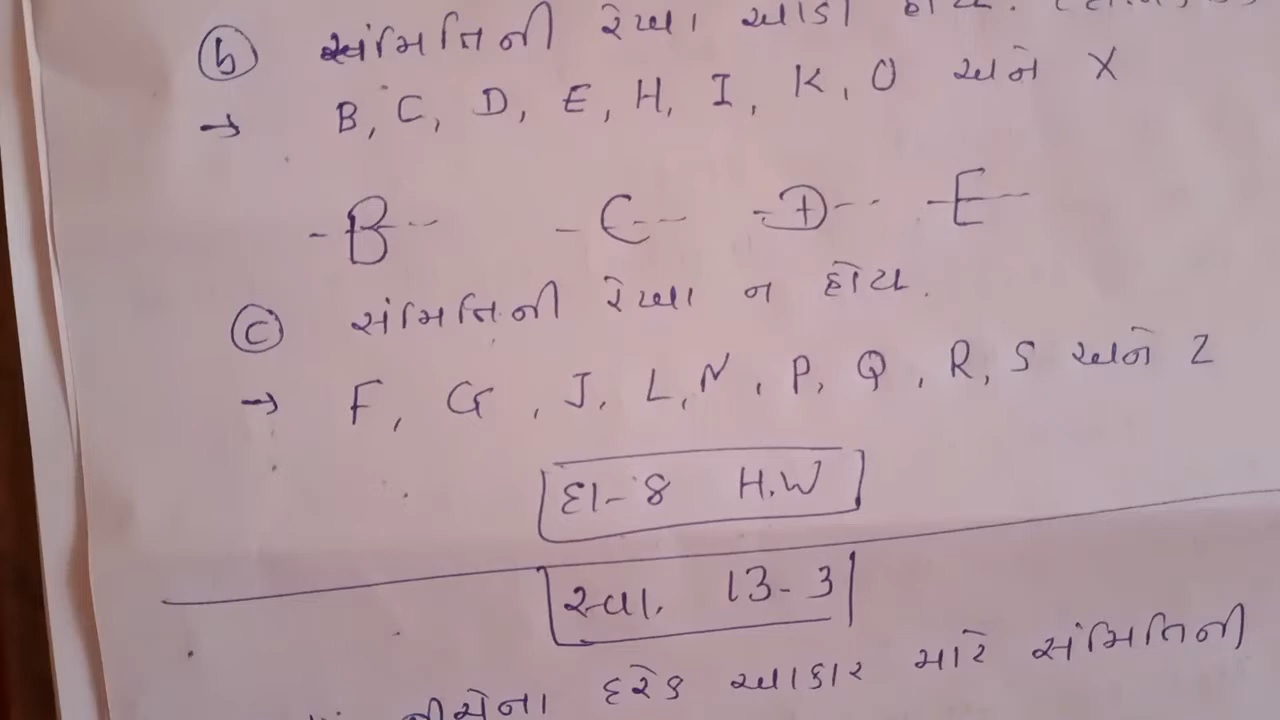 (b) સંમિતિની રેખા આડી હોય.
→ B, C, D, E, H, I, K, O અને X
B C D E
(c) સંમિતિની રેખા ન હોય.
→ F, G, J, L, N, P, Q, R, S અને Z
દા-8 H.W
સ્વા. 13-3
નીચેના દરેક આકાર માટે સંમિતિની